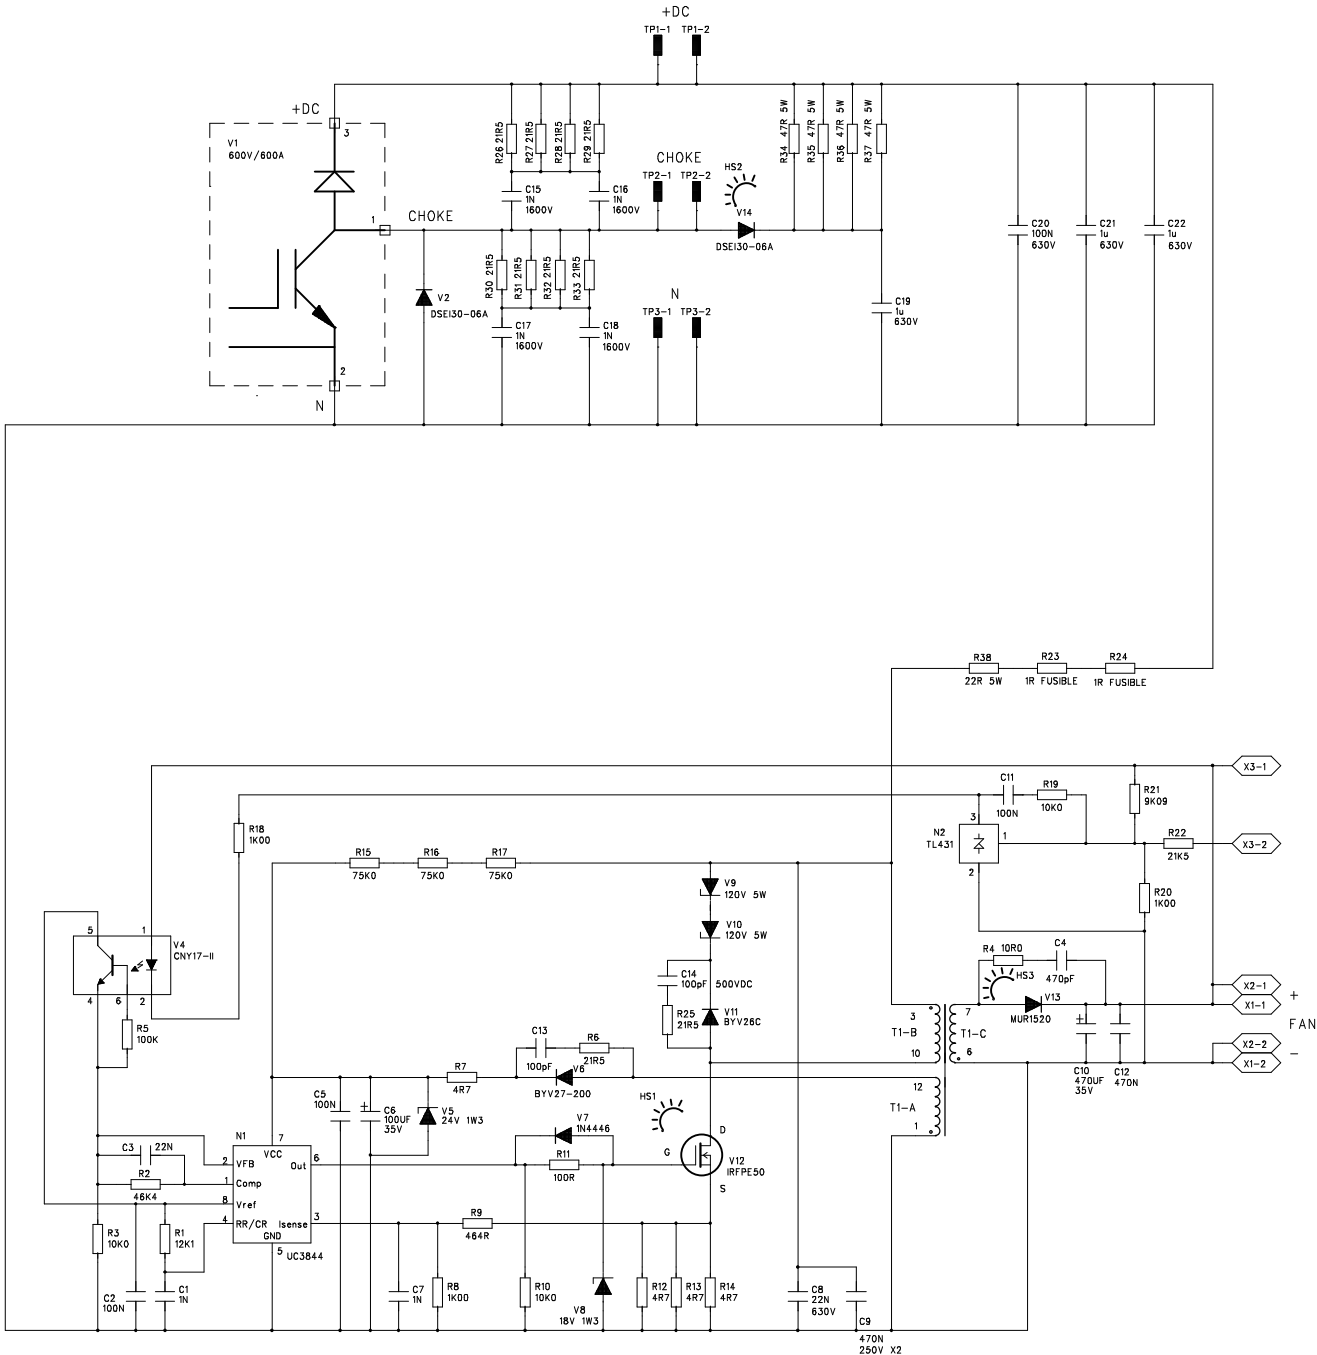 +DC
TP1-1 TP1-2
+DC
3
V1
600V/600A
R26 21R5
R27 21R5
R28 21R5
R29 21R5
R34 47R 5W
R35 47R 5W
R36 47R 5W
R37 47R 5W
CHOKE
TP2-1 TP2-2
HS2
C15
1N
1600V
C16
1N
1600V
V14
DSEI30-06A
1
CHOKE
C20
100N
630V
C21
1u
630V
C22
1u
630V
R30 21R5
R31 21R5
R32 21R5
R33 21R5
V2
DSEI30-06A
N
TP3-1 TP3-2
C19
1u
630V
C17
1N
1600V
C18
1N
1600V
2
N
R38
22R 5W
R23
1R FUSIBLE
R24
1R FUSIBLE
X3-1
C11
100N
R19
10K0
R21
9K09
R18
1K00
3
N2
TL431
1
2
R22
21K5
X3-2
R15
75K0
R16
75K0
R17
75K0
V9
120V 5W
R20
1K00
V10
120V 5W
5
1
V4
CNY17-II
4
6
2
R4 10R0
C4
470pF
HS3
C14
100pF 500VDC
X2-1
+
X1-1
V13
MUR1520
R25
21R5
V11
BYV26C
3
T1-B
10
7
T1-C
6
FAN
X2-2
-
X1-2
R5
100K
C13
100pF
R6
21R5
C10
470UF
35V
+
C12
470N
R7
4R7
V6
BYV27-200
12
T1-A
1
C5
100N
+
C6
100UF
35V
V5
24V 1W3
HS1
V7
1N4446
D
G
S
V12
IRFPE50
N1
7
VCC
C3 22N
2
VFB
Out
6
R11
100R
R2
46K4
1
Comp
8
Vref
4
RR/CR
Isense
3
GND
5
UC3844
R9
464R
R3
10K0
R1
12K1
C2
100N
C1
1N
C7
1N
R8
1K00
R10
10K0
V8
18V 1W3
R12
4R7
R13
4R7
R14
4R7
C8
22N
630V
C9
470N
250V X2